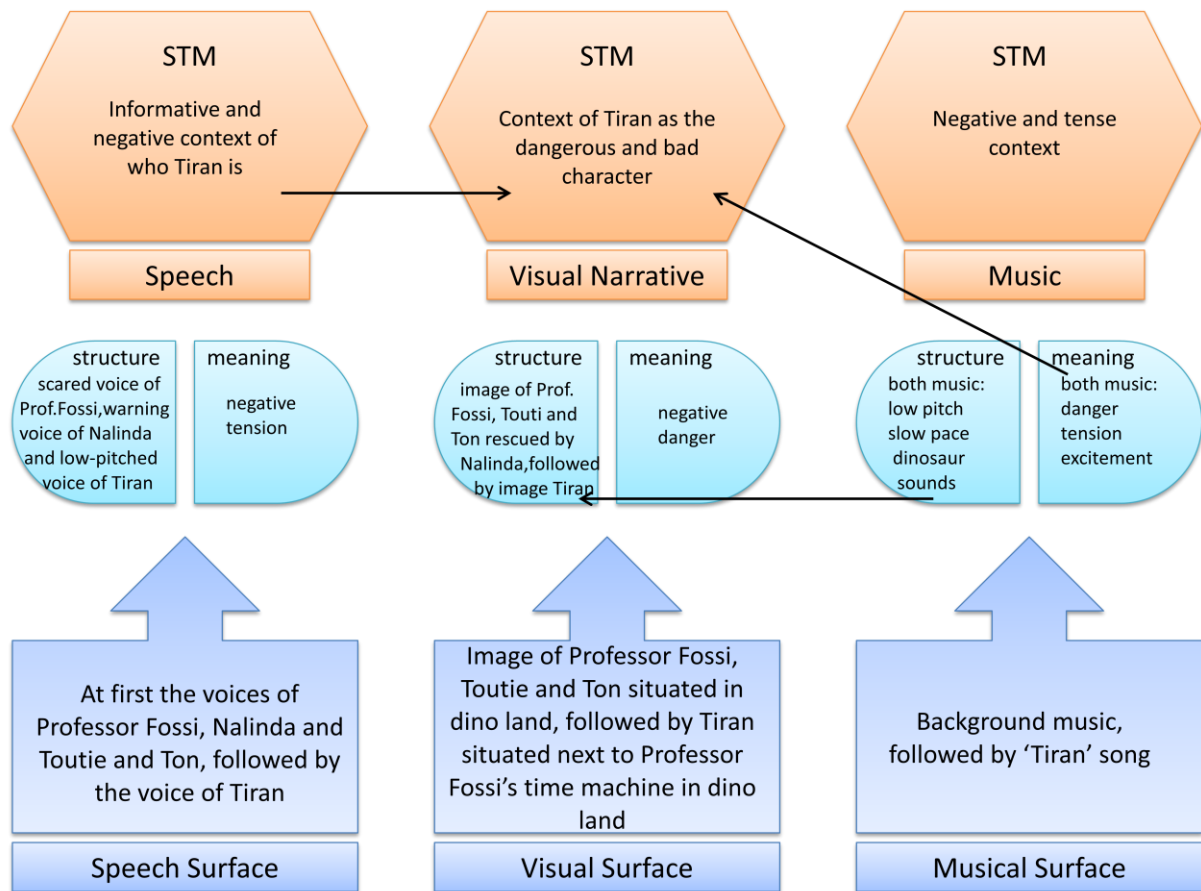 STM
Informative and
negative context of
who Tiran is
STM
Context of Tiran as the
dangerous and bad
character
STM
Negative and tense
context
Speech
Visual Narrative
Music
structure
scared voice of
Prof.Fossi,warning
voice of Nalinda
and low-pitched
voice of Tiran
meaning
negative
tension
structure
image of Prof.
Fossi, Touti and
Ton rescued by
Nalinda,followed
by image Tiran
meaning
negative
danger
structure
both music:
low pitch
slow pace
dinosaur
sounds
meaning
both music:
danger
tension
excitement
At first the voices of
Professor Fossi, Nalinda and
Toutie and Ton, followed by
the voice of Tiran
Image of Professor Fossi,
Toutie and Ton situated in
dino land, followed by Tiran
situated next to Professor
Fossi’s time machine in dino
land
Background music,
followed by ‘Tiran’ song
Speech Surface
Visual Surface
Musical Surface